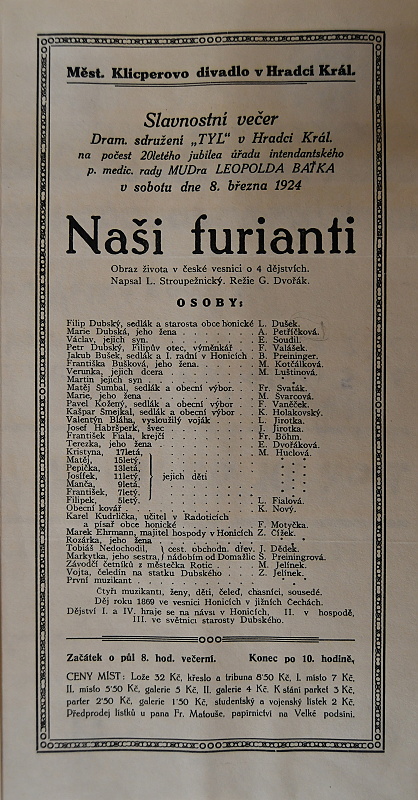 Měst. Klicperovo divadlo v Hradci Král.
Slavnostní večer
Dram. sdružení „TYL“ v Hradci Král.
na počest 20letého jubilea úřadu intendantského
p. medic. rady MUDra LEOPOLDA BAŤKA
v sobotu dne 8. března 1924
Naši furianti
Obraz života v české vesnici o 4 dějstvích.
Napsal L. Stroupežnický. Režie G. Dvořák.
OSOBY:
Filip Dubský, sedlák a starosta obce honické L. Dušek.
Marie Dubská, jeho žena . . . . . . . A. Petříčková.
Václav, jejich syn. . . . . . . . . . E. Soudil.
Petr Dubský, Filipův otec, výměnkář . . . F. Valášek.
Jakub Bušek, sedlák a I. radní v Honicích . B. Preininger.
Františka Bušková, jeho žena. . . . . . M. Kotčálková.
Verunka, jejich dcera . . . . . . . . M. Luštinová.
Martin jejich syn . . . . . . . . . .
Matěj Šumbal, sedlák a obecní výbor. . . . Fr. Svaták.
Marie, jeho žena . . . . . . . . . M. Švarcová.
Pavel Kožený, sedlák a obecní výbor . . . F. Vaněček.
Kašpar Smejkal, sedlák a obecní výbor . . K. Holakovský.
Valentýn Bláha, vysloužilý voják . . . . L. Jirotka.
Josef Habršperk, švec . . . . . . . . J. Jirotka.
František Fiala, krejčí . . . . . . . . Fr. Böhm.
Terezka, jeho žena . . . . . . . . . E. Dvořáková.
Kristyna, 17letá, . . . . . . . . . M. Huclová.
Matěj, 15letý,
Pepička, 13letá,
Josífek, 11letý, jejich děti
Manča, 9letá,
František, 7letý,
Filipek, 5letý, . . . . . . . . . L. Fialová.
Obecní kovář . . . . . . . . . . K. Nový.
Karel Kudrlička, učitel v Radoticích
a písař obce honické . . . . . . . F. Motyčka.
Marek Ehrmann, majitel hospody v Honicích Z. Čížek.
Rozárka, jeho žena . . . . . . . . .
Tobiáš Nedochodil, cest. obchodn. dřev. J. Dědek.
Markytka, jeho sestra, nádobím od Domažlic S. Preiningrova.
Závodčí četníků z městečka Rotic . . . . M. Jelínek.
Vojta, čeledín na statku Dubského . . . . Z. Jelínek.
První muzikant . . . . . . . . . .
Čtyři muzikanti, ženy, děti, čeleď, chasníci, sousedé.
Děj roku 1869 ve vesnici Honicích v jižních Čechách.
Dějství I. a IV. hraje se na návsi v Honicích, II. v hospodě,
III. ve světnici starosty Dubského.
Začátek o půl 8. hod. večerní. Konec po 10. hodině,
CENY MÍST: Lože 32 Kč, křeslo a tribuna 8·50 Kč, I. místo 7 Kč,
II. místo 5·50 Kč, galerie 5 Kč, II. galerie 4 Kč. K stání parket 3 Kč,
parter 2·50 Kč, galerie 1·50 Kč, studentský a vojenský lístek 2 Kč.
Předprodej lístků u pana Fr. Matouše, papírnictví na Velké podsíni.